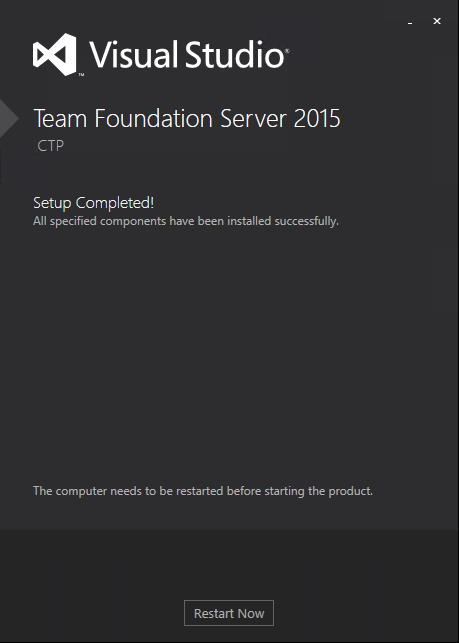 Visual Studio®
™
Team Foundation Server 2015
CTP
Setup Completed!
All specified components have been installed successfully.
The computer needs to be restarted before starting the product.
Restart Now